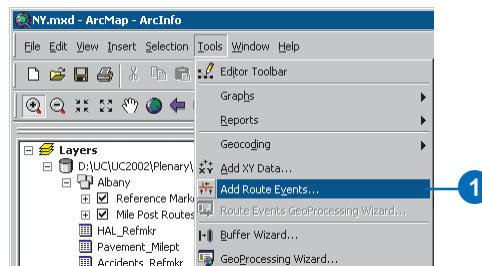 NY.mxd - ArcMap - ArcInfo
File Edit View Insert Selection Tools Window Help
Editor Toolbar
Graphs
Reports
Geocoding
Layers
D:\UC\UC2002\Plenary\
Add XY Data...
Albany
Add Route Events...
1
Reference Mark
Route Events GeoProcessing Wizard...
Mile Post Routes
HAL_Refmkr
Buffer Wizard...
Pavement_Milept
Accidents_Refmkr
GeoProcessing Wizard...